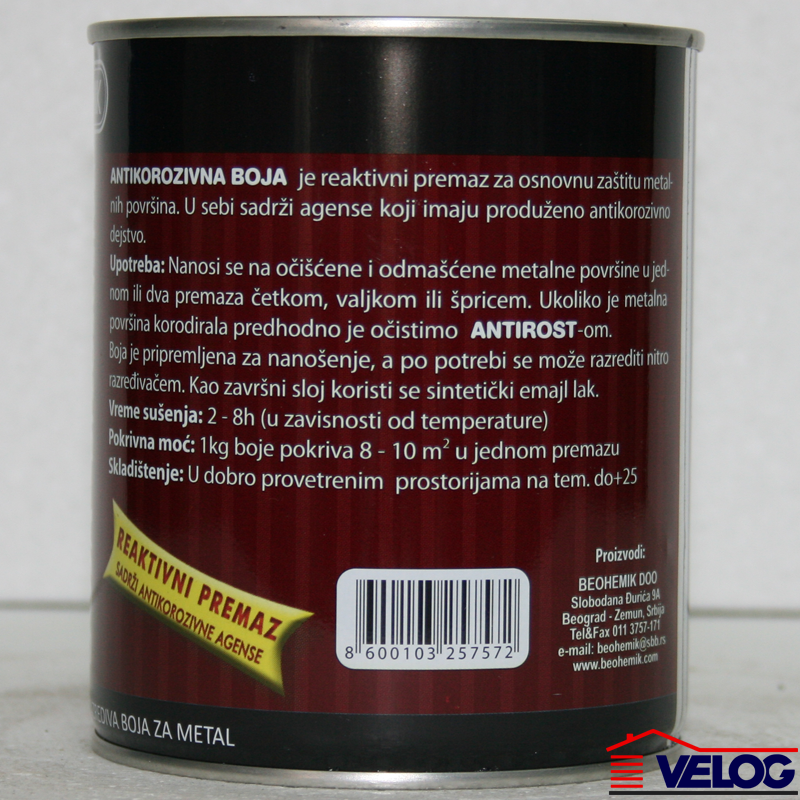 K
ANTIKOROZIVNA BOJA je reaktivni premaz za osnovnu zaštitu metal-
nih površina. U sebi sadrži agense koji imaju produženo antikorozivno
dejstvo.
Upotreba: Nanosi se na očišćene i odmašćene metalne površine u jed-
nom ili dva premaza četkom, valjkom ili špricem. Ukoliko je metalna
površina korodirala predhodno je očistimo ANTIROST-om.
Boja je pripremljena za nanošenje, a po potrebi se može razrediti nitro
razređivačem. Kao završni sloj koristi se sintetički emajl lak.
Vreme sušenja: 2 - 8h (u zavisnosti od temperature)
Pokrivna moć: 1kg boje pokriva 8 - 10 m² u jednom premazu
Skladištenje: U dobro provetrenim prostorijama na tem. do+25
REAKTIVNI PREMAZ
SADRŽI ANTIKOROZIVNE AGENSE
8 600103 257572
Proizvodi:
BEOHEMIK DOO
Slobodana Đurića 9A
Beograd - Zemun, Srbija
Tel&Fax 011 3757-171
e-mail: beohemik@sbb.rs
www.beohemik.com
BOJA ZA METAL
VELOG